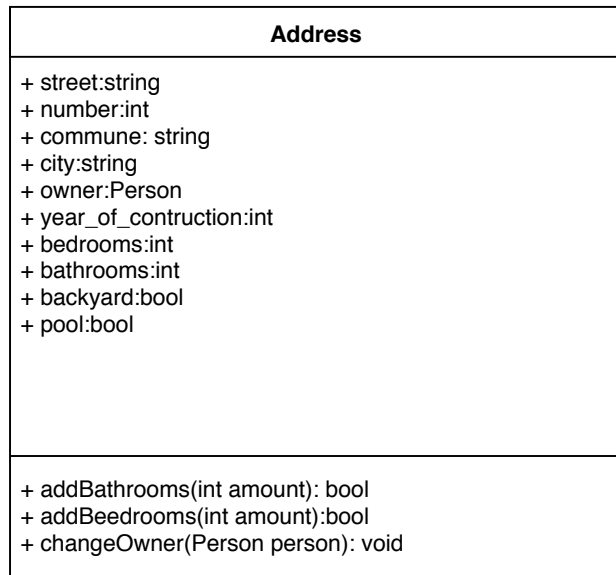 Address
+ street:string
+ number:int
+ commune: string
+ city:string
+ owner:Person
+ year_of_contruction:int
+ bedrooms:int
+ bathrooms:int
+ backyard:bool
+ pool:bool
+ addBathrooms(int amount): bool
+ addBeedrooms(int amount):bool
+ changeOwner(Person person): void